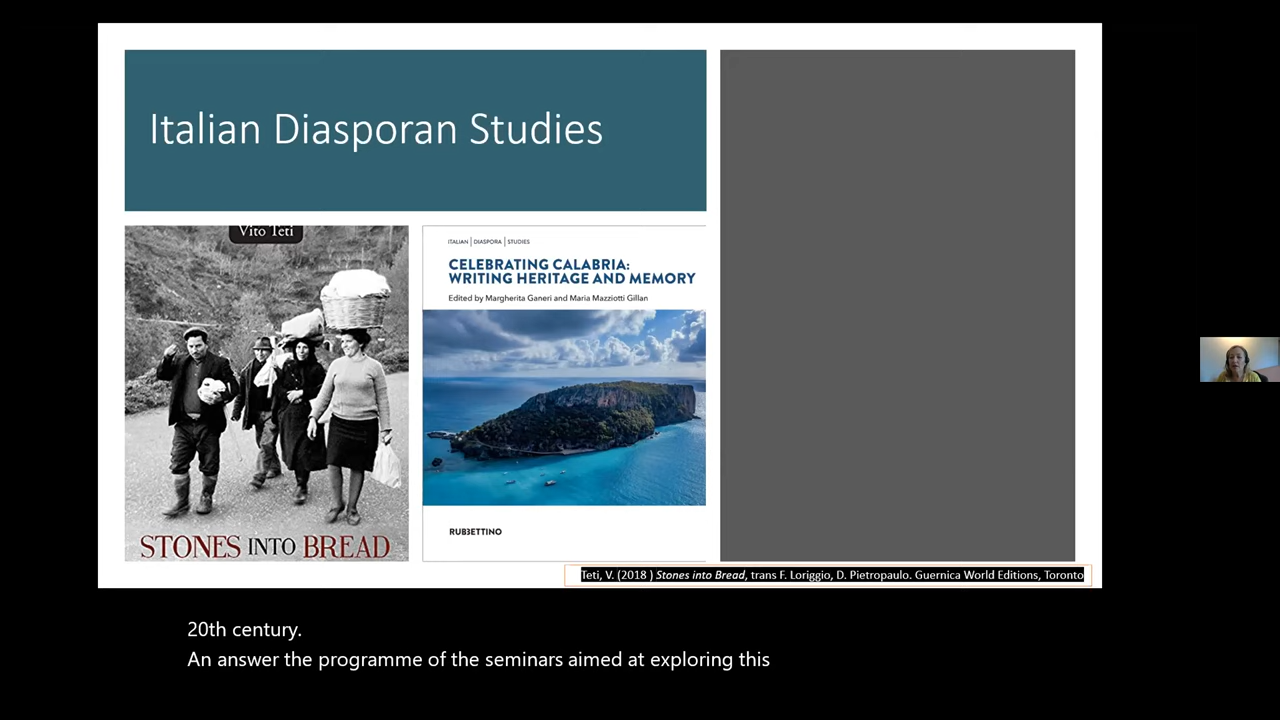 Italian Diasporan Studies
Vito Teti
STONES INTO BREAD
ITALIAN | DIASPORA | STUDIES
CELEBRATING CALABRIA:
WRITING HERITAGE AND MEMORY
Edited by Margherita Ganeri and Maria Mazziotti Gillan
RUBBETTINO
Teti, V. (2018 ) Stones into Bread, trans F. Loriggio, D. Pietropaulo. Guernica World Editions, Toronto
20th century.
An answer the programme of the seminars aimed at exploring this